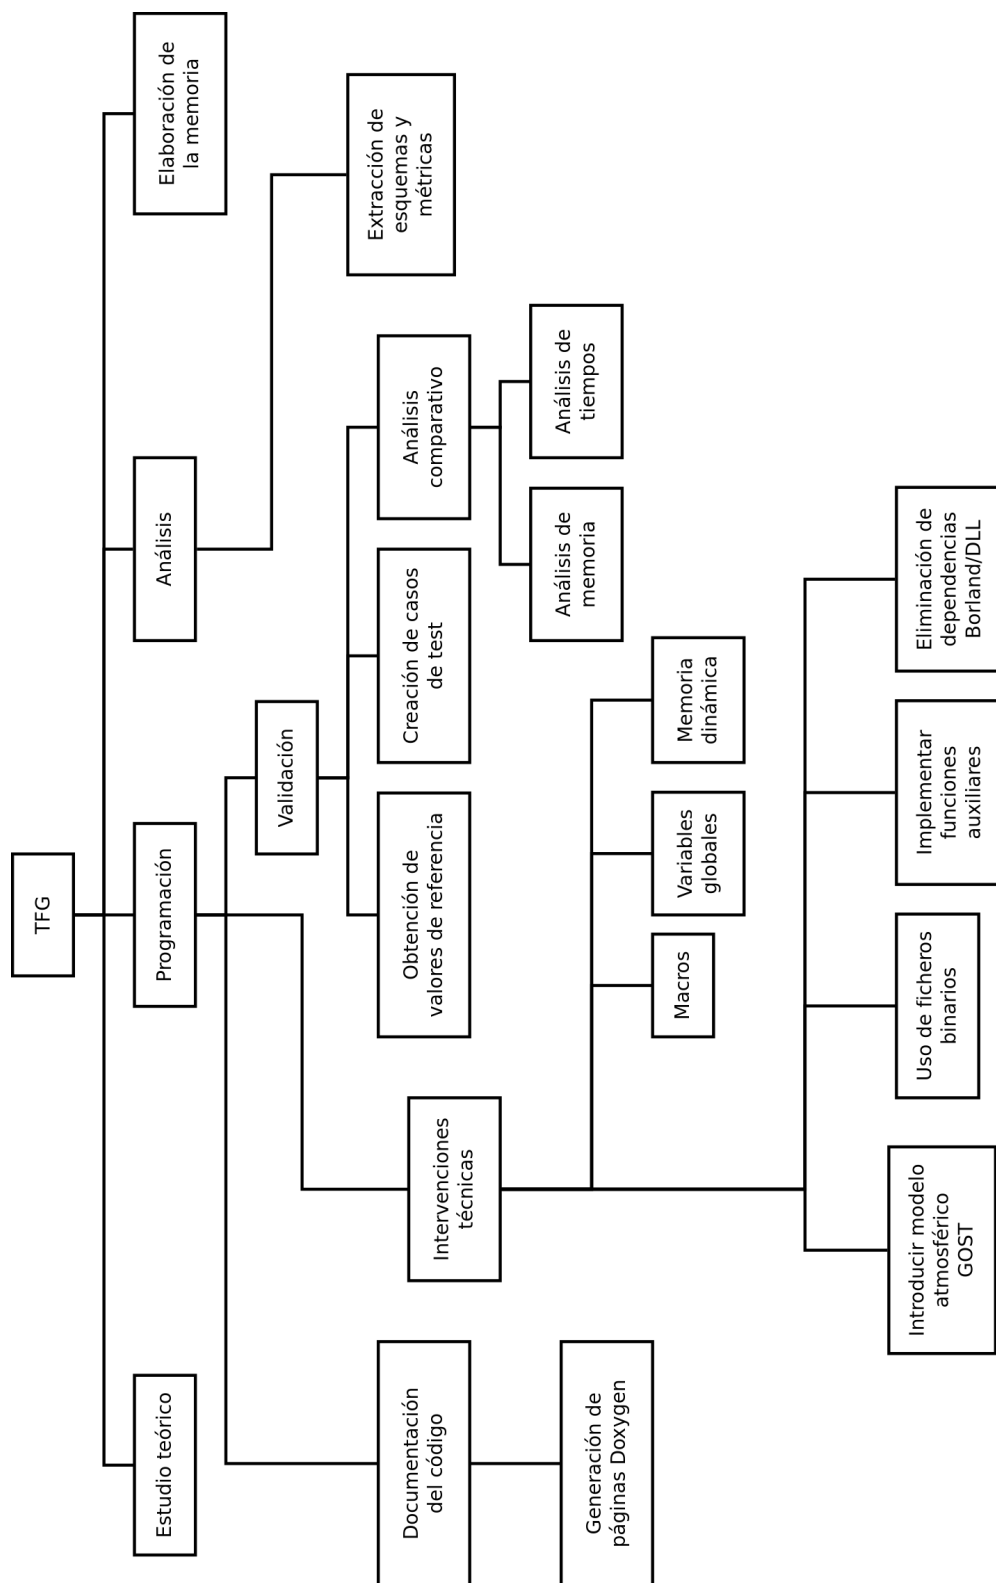 TFG
Estudio teórico
Programación
Análisis
Elaboración de
la memoria
Documentación
del código
Intervenciones
técnicas
Validación
Extracción de
esquemas y
métricas
Generación de
páginas Doxygen
Obtención de
valores de referencia
Creación de casos
de test
Análisis
comparativo
Análisis de
memoria
Análisis de
tiempos
Macros
Variables
globales
Memoria
dinámica
Introducir modelo
atmosférico
GOST
Uso de ficheros
binarios
Implementar
funciones
auxiliares
Eliminación de
dependencias
Borland/DLL